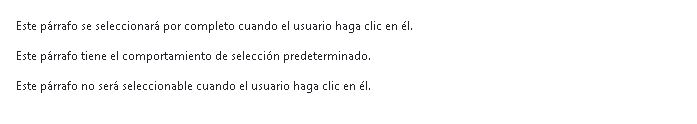 Este párrafo se seleccionará por completo cuando el usuario haga clic en él.
Este párrafo tiene el comportamiento de selección predeterminado.
Este párrafo no será seleccionable cuando el usuario haga clic en él.